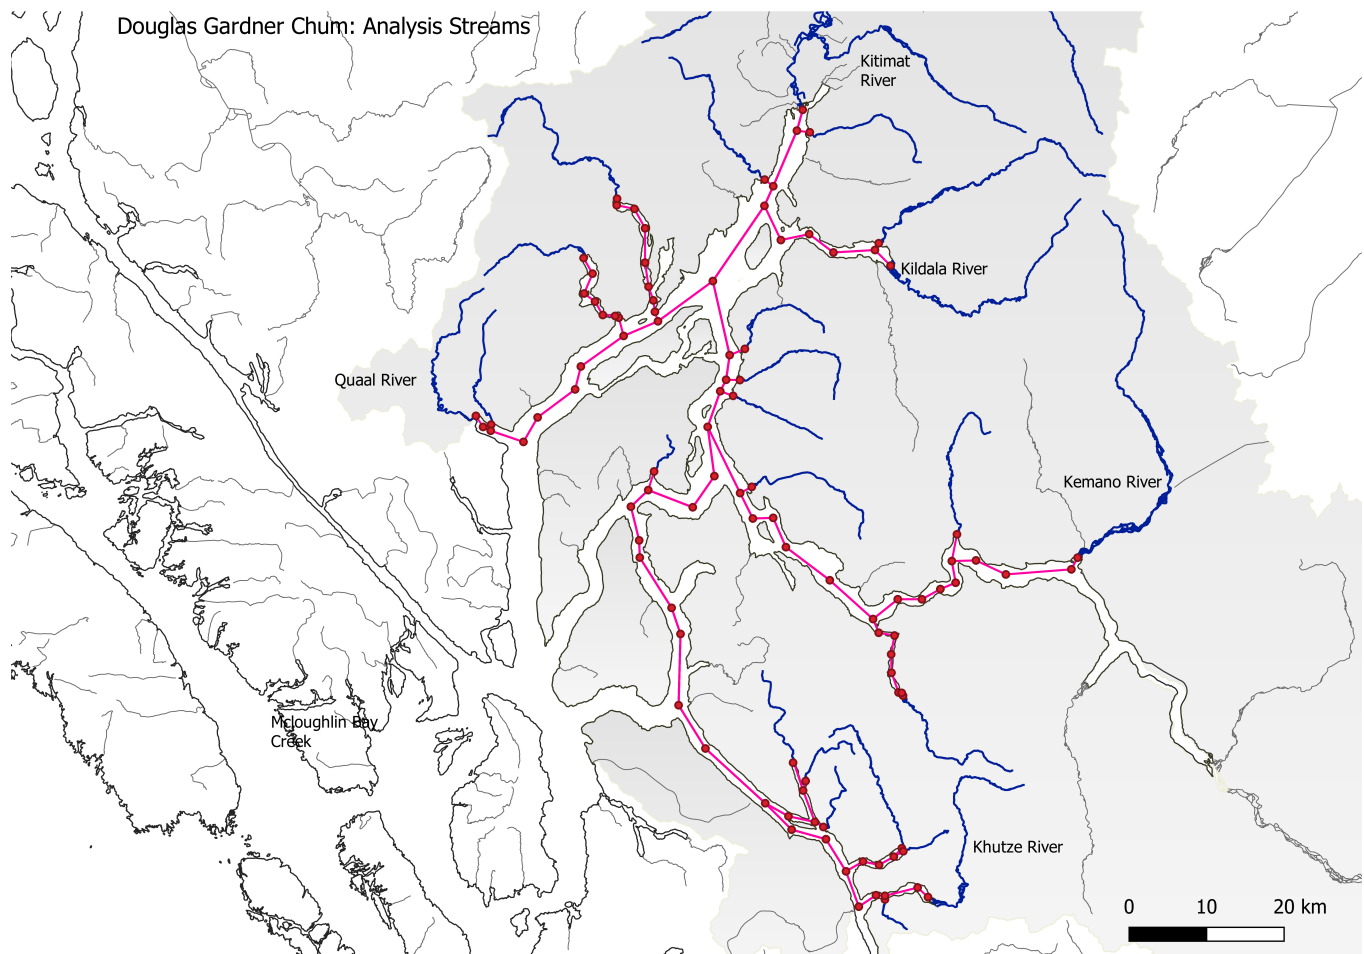 Douglas Gardner Chum: Analysis Streams
Kitimat
River
Kildala River
Quaal River
Kemano River
Mcloughlin Bay
Creek
Khutze River
0 10 20 km